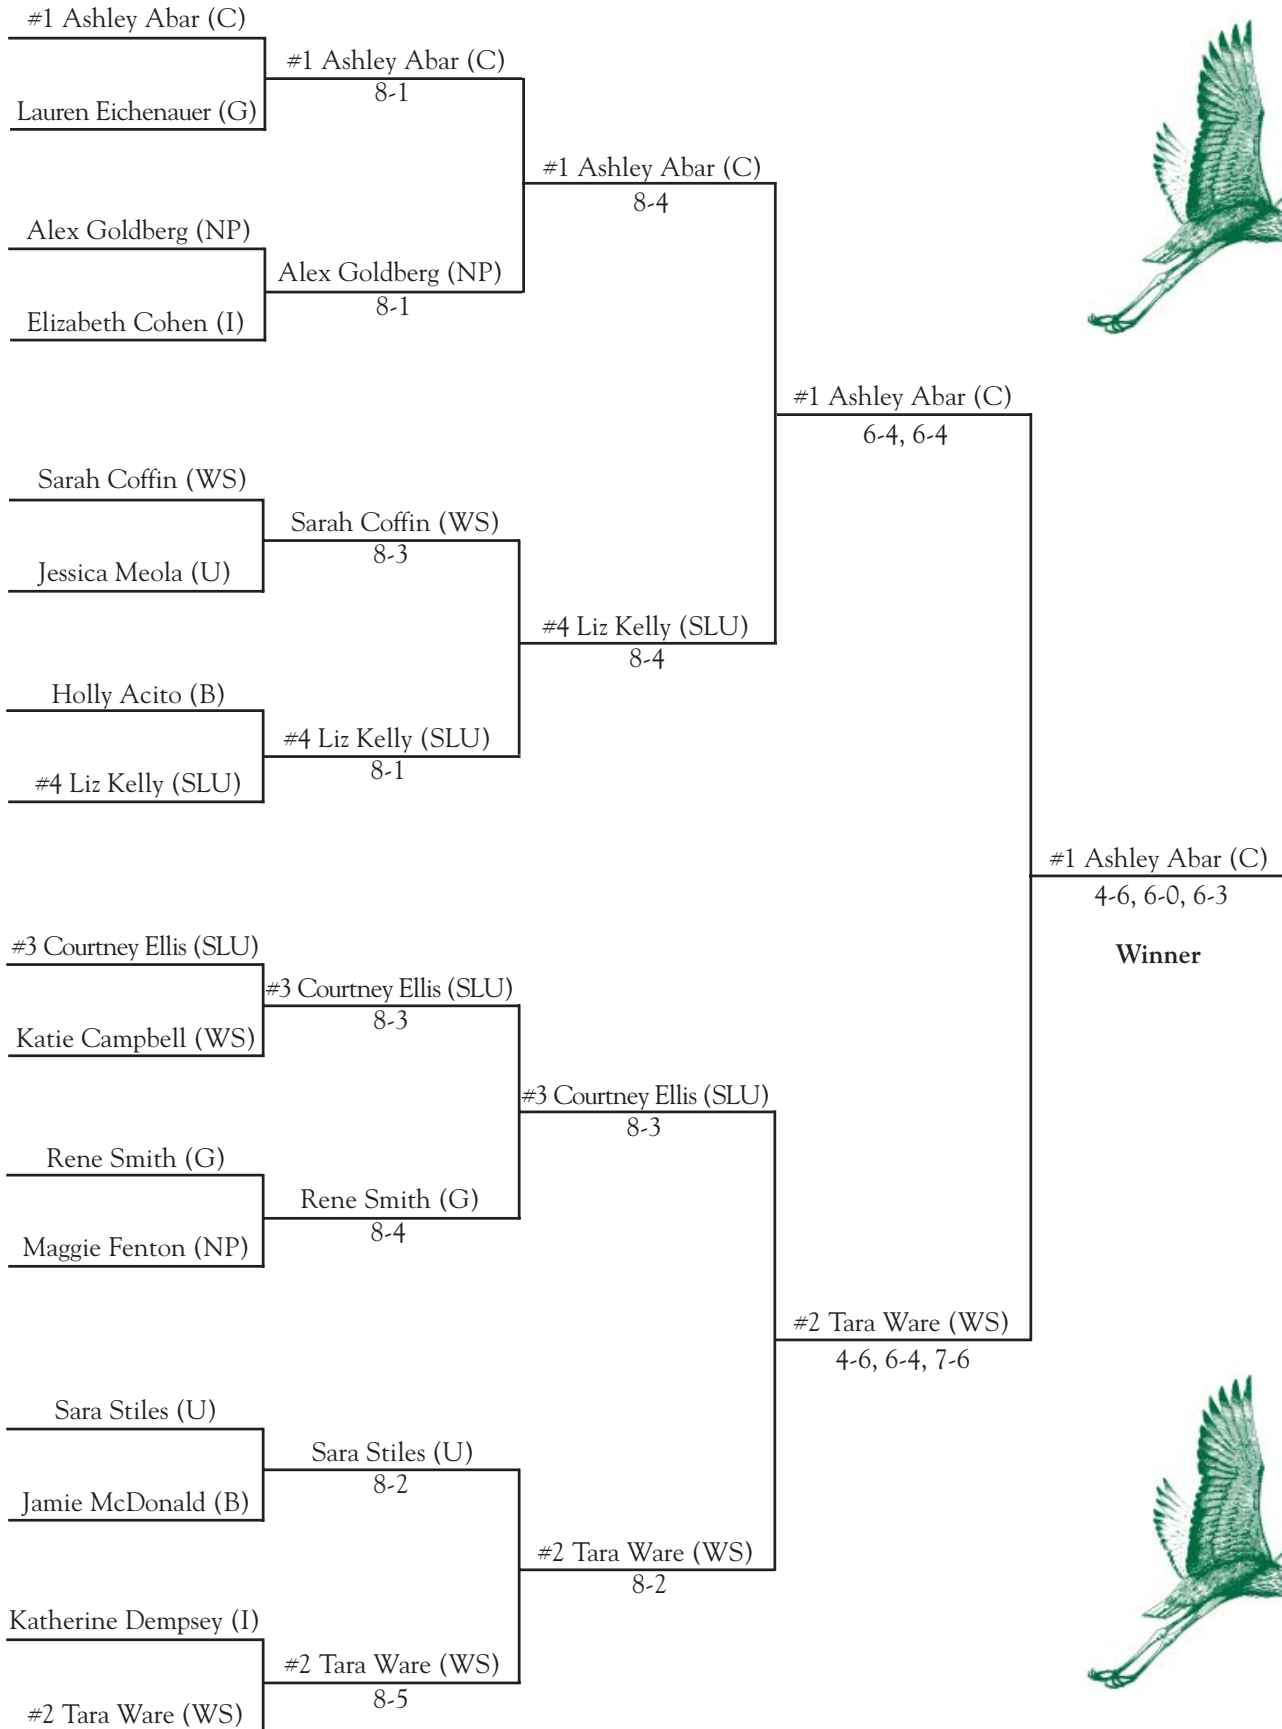 #1 Ashley Abar (C)
Lauren Eichenauer (G)
Alex Goldberg (NP)
Elizabeth Cohen (I)
Sarah Coffin (WS)
Jessica Meola (U)
Holly Acito (B)
#4 Liz Kelly (SLU)
#3 Courtney Ellis (SLU)
Katie Campbell (WS)
Rene Smith (G)
Maggie Fenton (NP)
Sara Stiles (U)
Jamie McDonald (B)
Katherine Dempsey (I)
#2 Tara Ware (WS)
#1 Ashley Abar (C)
8-1
Alex Goldberg (NP)
8-1
Sarah Coffin (WS)
8-3
#4 Liz Kelly (SLU)
8-1
#3 Courtney Ellis (SLU)
8-3
Rene Smith (G)
8-4
Sara Stiles (U)
8-2
#2 Tara Ware (WS)
8-5
#1 Ashley Abar (C)
8-4
#4 Liz Kelly (SLU)
8-4
#3 Courtney Ellis (SLU)
8-3
#2 Tara Ware (WS)
8-2
#1 Ashley Abar (C)
6-4, 6-4
#2 Tara Ware (WS)
4-6, 6-4, 7-6
#1 Ashley Abar (C)
4-6, 6-0, 6-3
Winner